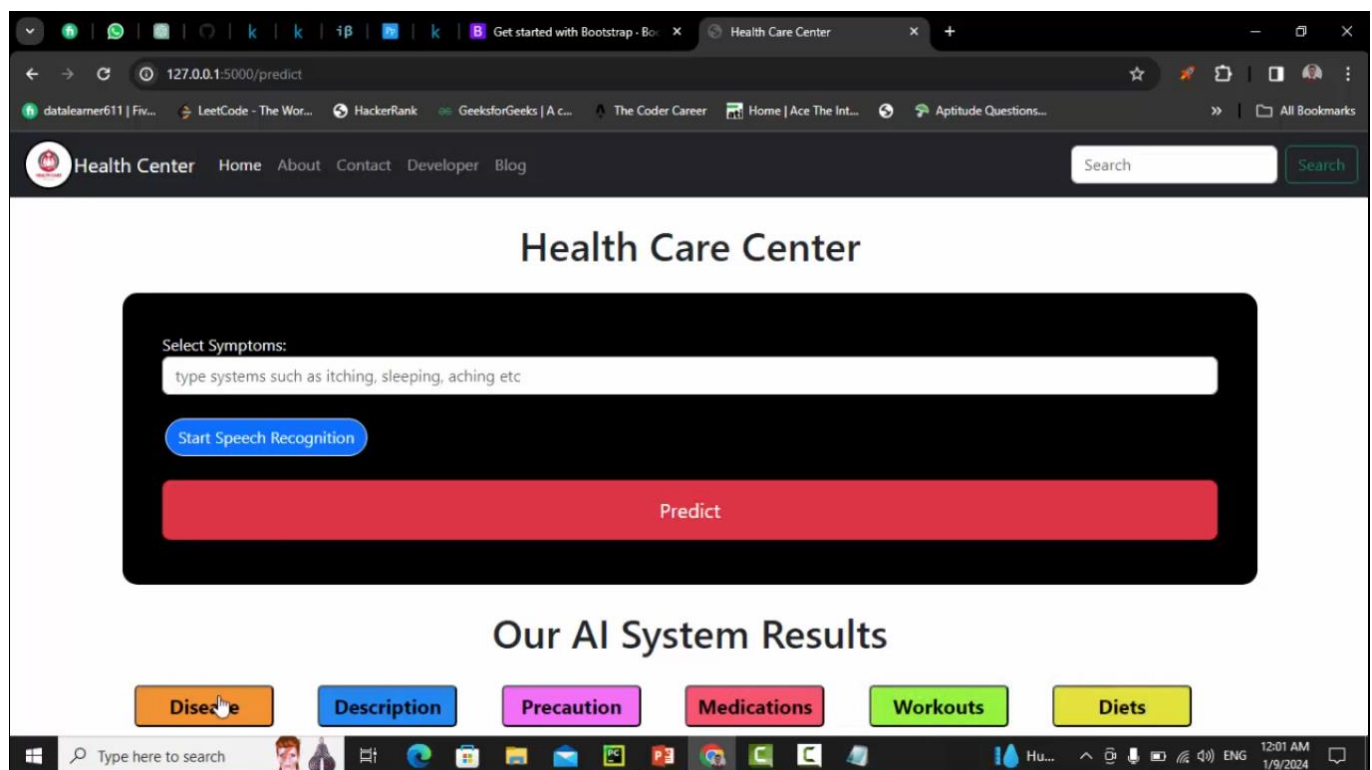 Get started with Bootstrap · Bo
Health Care Center
127.0.0.1:5000/predict
datalearner611 | Fiv... LeetCode - The Wor... HackerRank GeeksforGeeks | A c... The Coder Career Home | Ace The Int... Aptitude Questions... » All Bookmarks
Health Center Home About Contact Developer Blog Search Search
Health Care Center
Select Symptoms:
type systems such as itching, sleeping, aching etc
Start Speech Recognition
Predict
Our AI System Results
Disease Description Precaution Medications Workouts Diets
Type here to search Hu... ENG 12:01 AM
1/9/2024